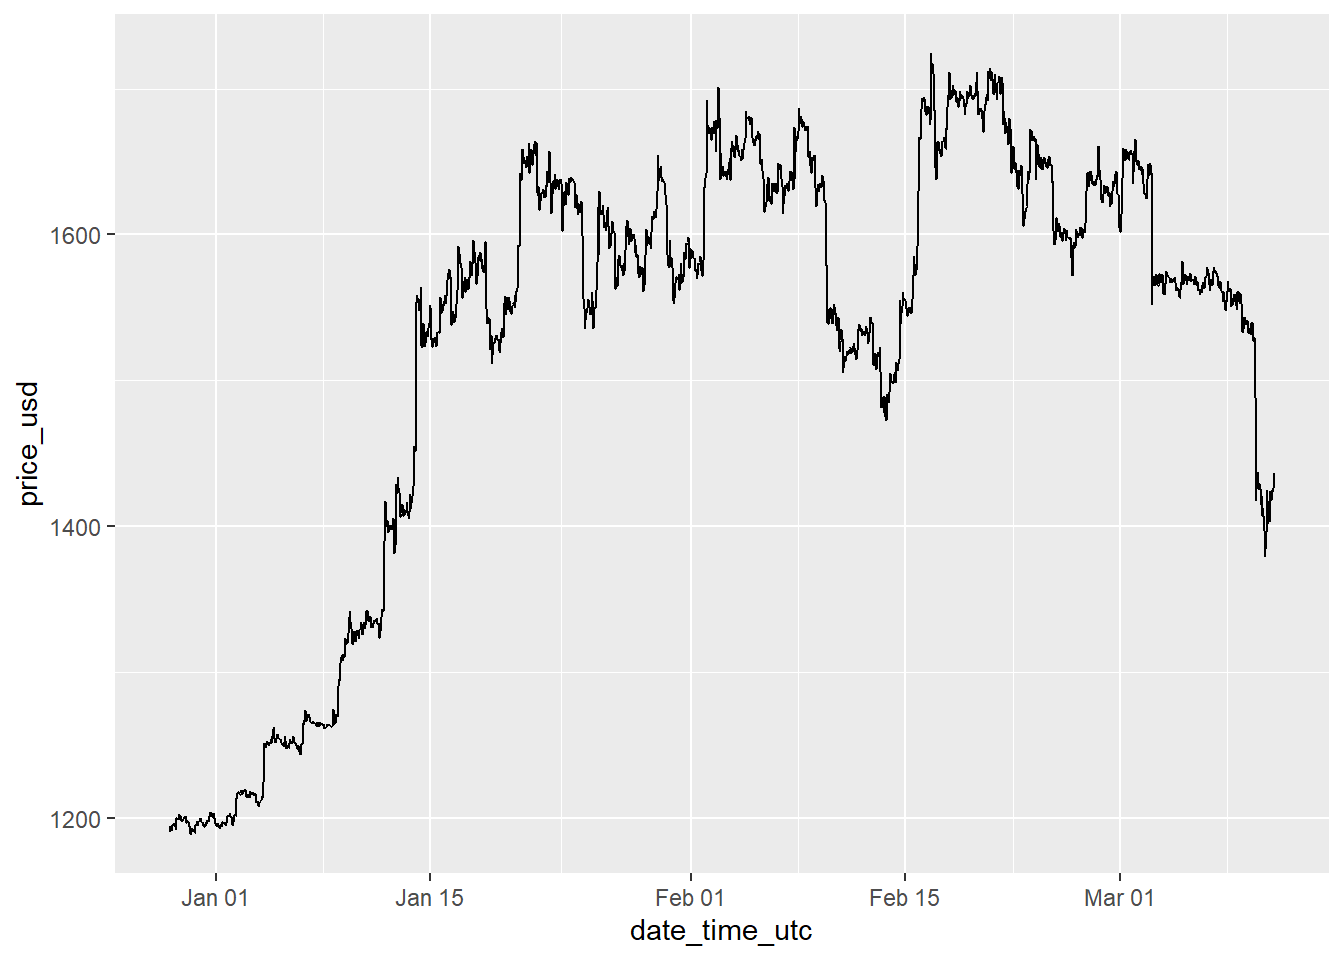 price_usd
1600
1400
1200
Jan 01
Jan 15
Feb 01
Feb 15
Mar 01
date_time_utc